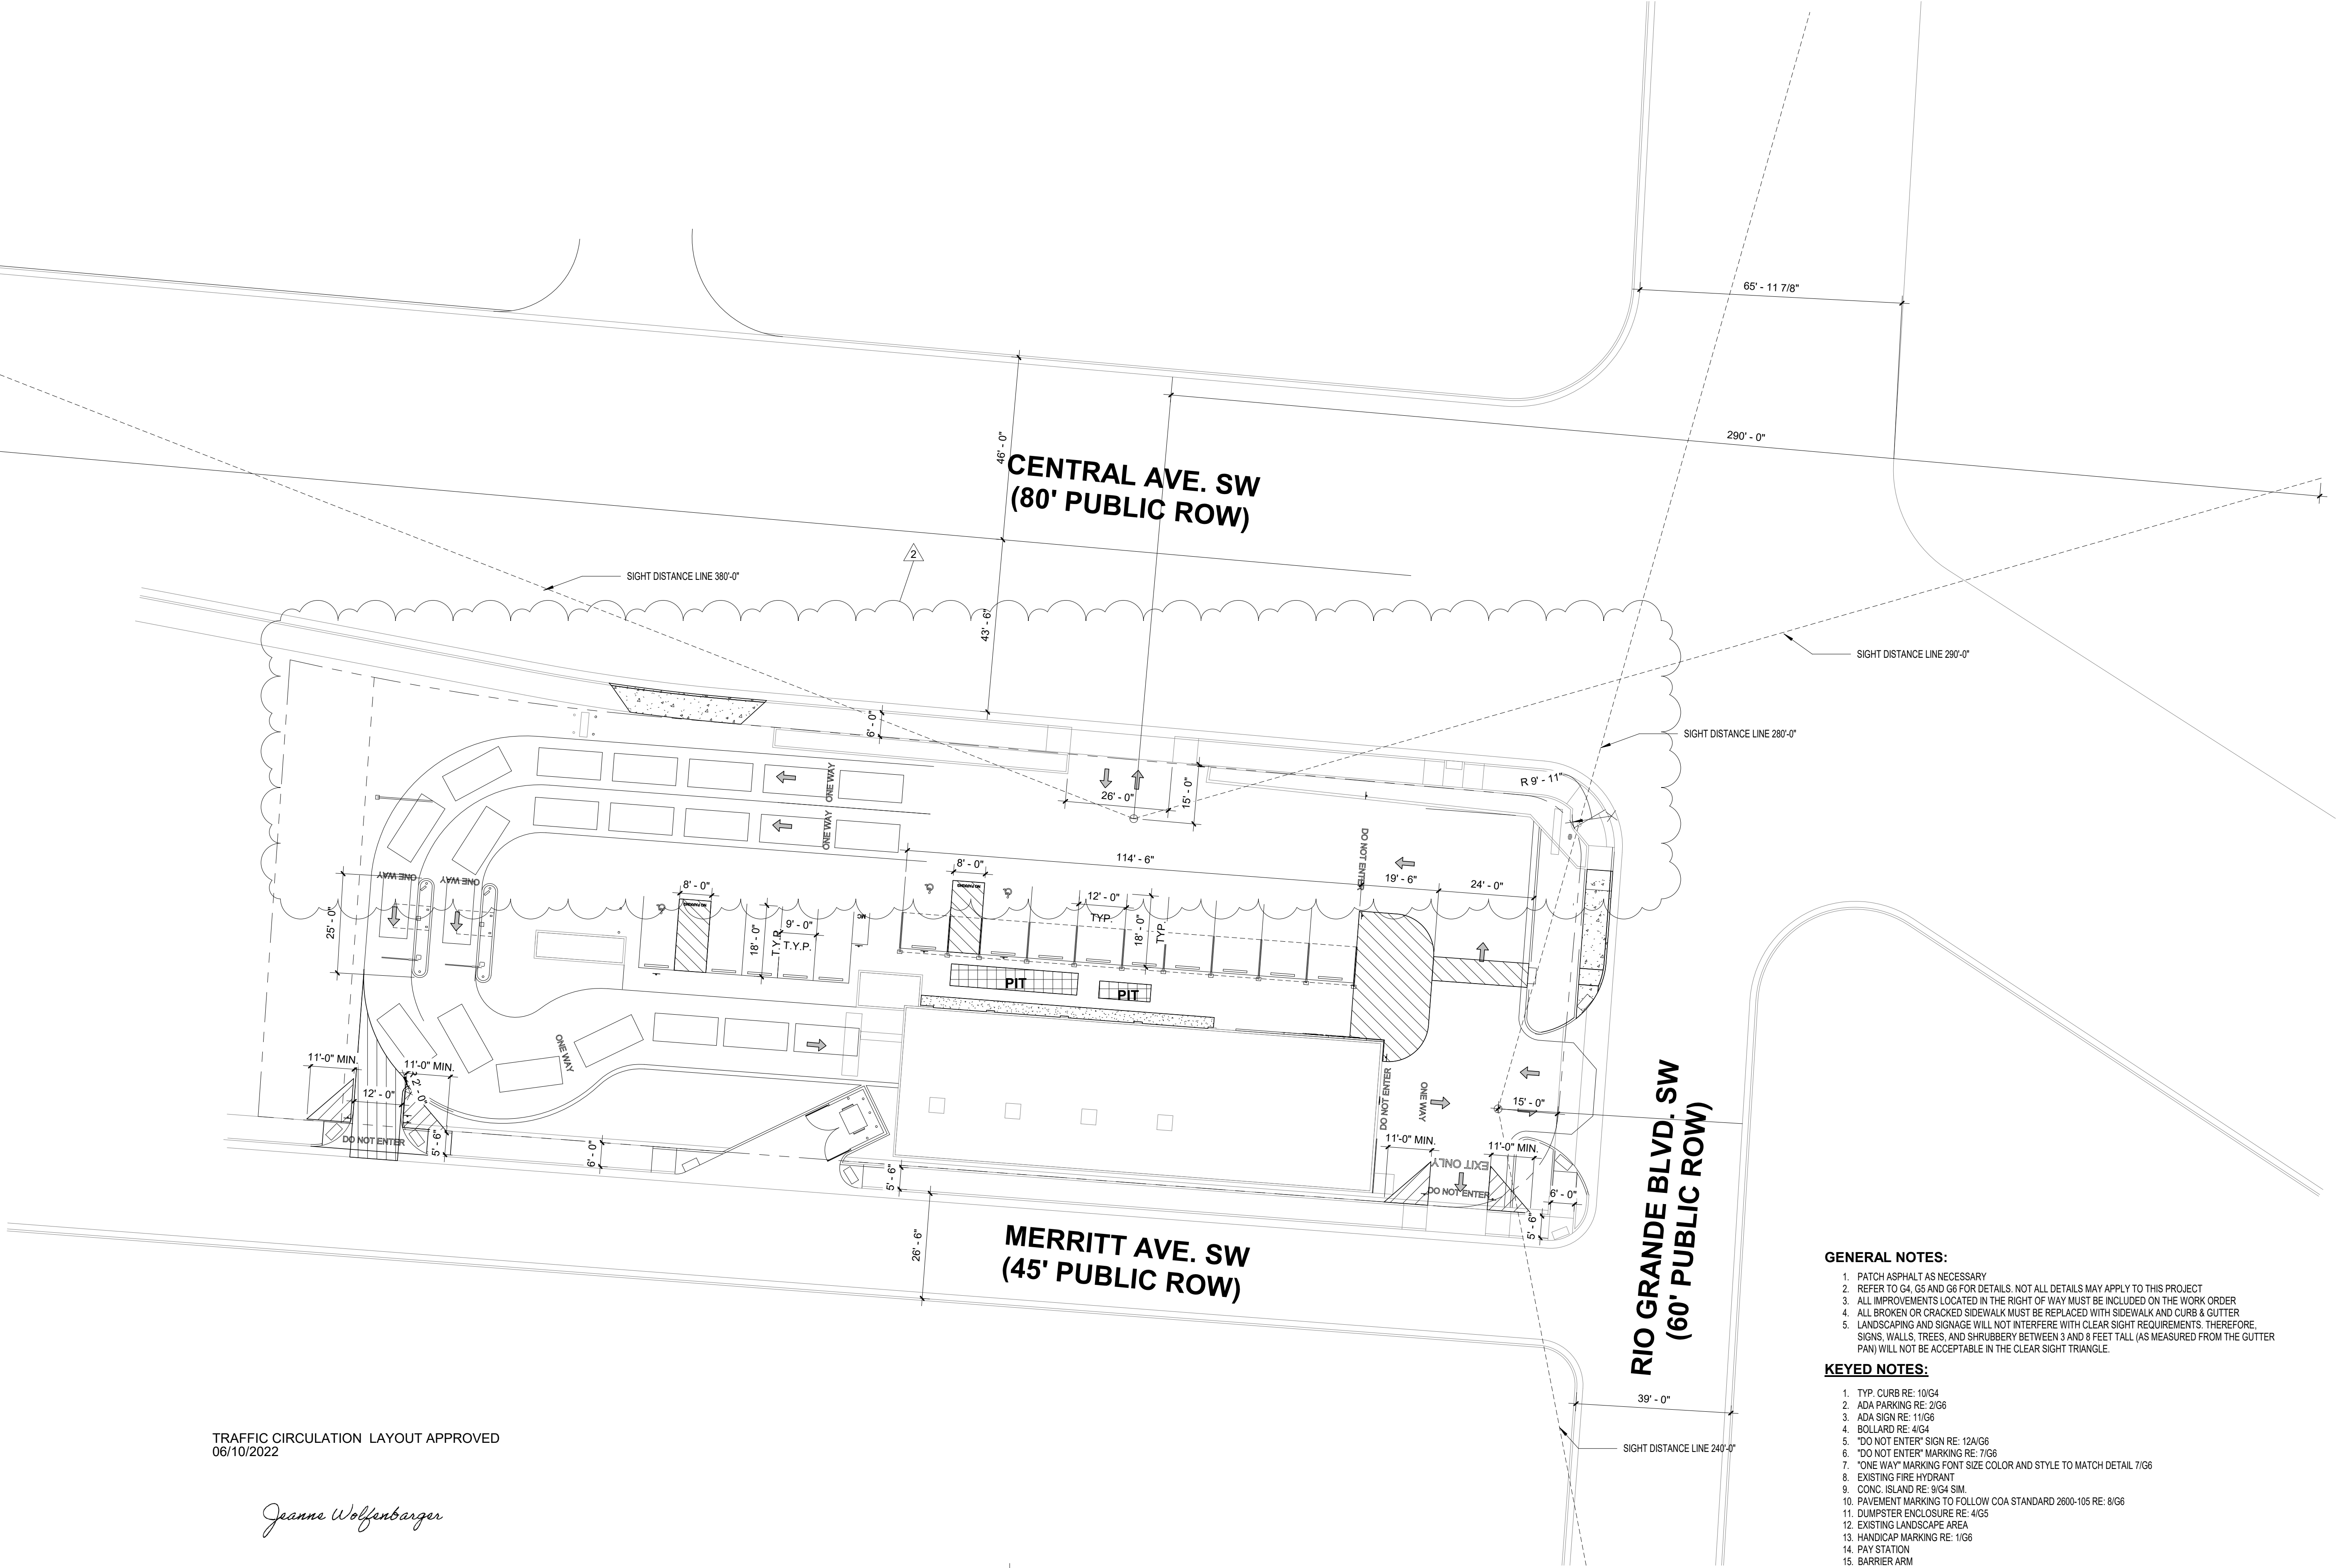 65' - 11 7/8"
290' - 0"
46' - 0"
CENTRAL AVE. SW
(80' PUBLIC ROW)
2
SIGHT DISTANCE LINE 380'-0"
43' - 6"
SIGHT DISTANCE LINE 290'-0"
SIGHT DISTANCE LINE 280'-0"
6' - 0"
R 9' - 11"
ONE WAY
ONE WAY
26' - 0"
15' - 0"
DO NOT ENTER
114' - 6"
8' - 0"
19' - 6"
24' - 0"
ONE WAY
ONE WAY
8' - 0"
NO PARKING
NO PARKING
12' - 0"
TYP.
25' - 0"
18' - 0"
T.Y.P.
9' - 0"
T.Y.P.
MC
18' - 0"
TYP.
PIT
PIT
ONE WAY
11'-0" MIN.
11'-0" MIN.
12' - 0"
DO NOT ENTER
5' - 6"
6' - 0"
5' - 6"
DO NOT ENTER
ONE WAY
15' - 0"
11'-0" MIN.
11'-0" MIN.
EXIT ONLY
DO NOT ENTER
6' - 0"
5' - 6"
26' - 6"
MERRITT AVE. SW
(45' PUBLIC ROW)
RIO GRANDE BLVD. SW
(60' PUBLIC ROW)
39' - 0"
SIGHT DISTANCE LINE 240'-0"
GENERAL NOTES:
1. PATCH ASPHALT AS NECESSARY
2. REFER TO G4, G5 AND G6 FOR DETAILS. NOT ALL DETAILS MAY APPLY TO THIS PROJECT
3. ALL IMPROVEMENTS LOCATED IN THE RIGHT OF WAY MUST BE INCLUDED ON THE WORK ORDER
4. ALL BROKEN OR CRACKED SIDEWALK MUST BE REPLACED WITH SIDEWALK AND CURB & GUTTER
5. LANDSCAPING AND SIGNAGE WILL NOT INTERFERE WITH CLEAR SIGHT REQUIREMENTS. THEREFORE,
SIGNS, WALLS, TREES, AND SHRUBBERY BETWEEN 3 AND 8 FEET TALL (AS MEASURED FROM THE GUTTER
PAN) WILL NOT BE ACCEPTABLE IN THE CLEAR SIGHT TRIANGLE.
KEYED NOTES:
1. TYP. CURB RE: 10/G4
2. ADA PARKING RE: 2/G6
3. ADA SIGN RE: 11/G6
4. BOLLARD RE: 4/G4
5. "DO NOT ENTER" SIGN RE: 12A/G6
6. "DO NOT ENTER" MARKING RE: 7/G6
7. "ONE WAY" MARKING FONT SIZE COLOR AND STYLE TO MATCH DETAIL 7/G6
8. EXISTING FIRE HYDRANT
9. CONC. ISLAND RE: 9/G4 SIM.
10. PAVEMENT MARKING TO FOLLOW COA STANDARD 2600-105 RE: 8/G6
11. DUMPSTER ENCLOSURE RE: 4/G5
12. EXISTING LANDSCAPE AREA
13. HANDICAP MARKING RE: 1/G6
14. PAY STATION
15. BARRIER ARM
TRAFFIC CIRCULATION LAYOUT APPROVED
06/10/2022
Jeanne Wolfenbarger